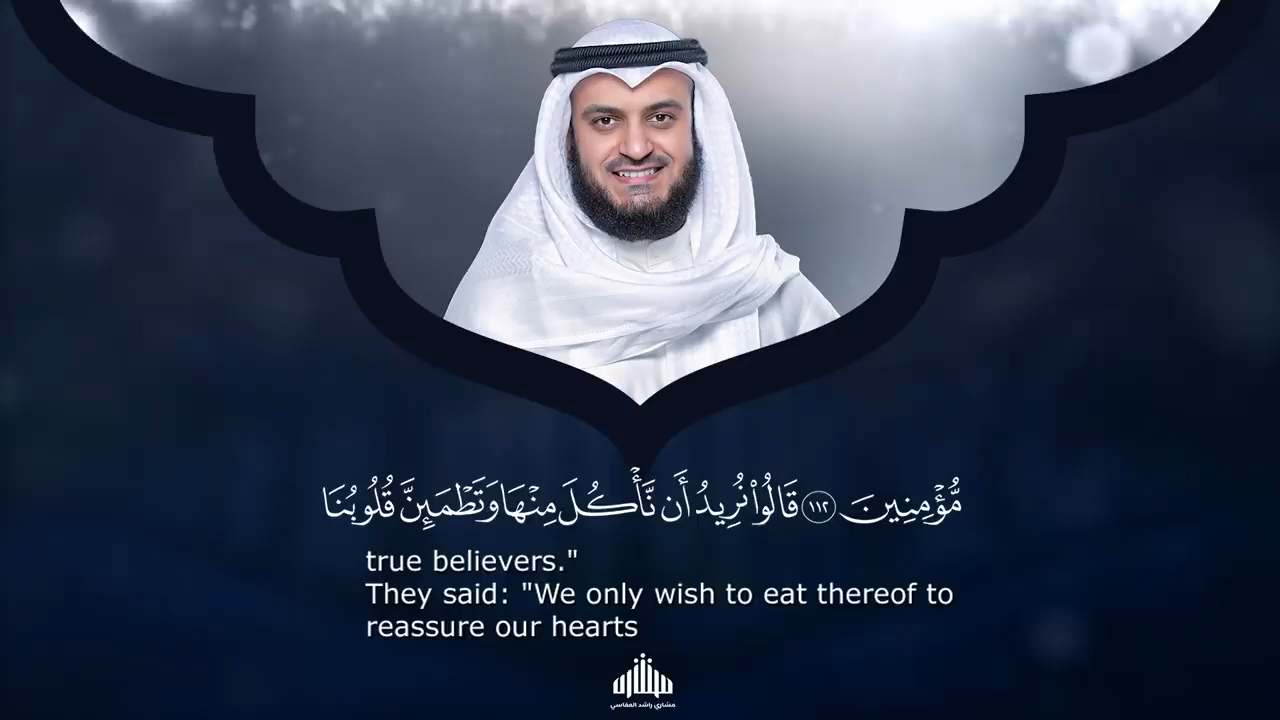 مُّؤۡمِنِينَ ١١٢ قَالُواْ نُرِيدُ أَن نَّأۡكُلَ مِنۡهَا وَتَطۡمَئِنَّ قُلُوبُنَا
true believers."
They said: "We only wish to eat thereof to
reassure our hearts
مشاري راشد العفاسي